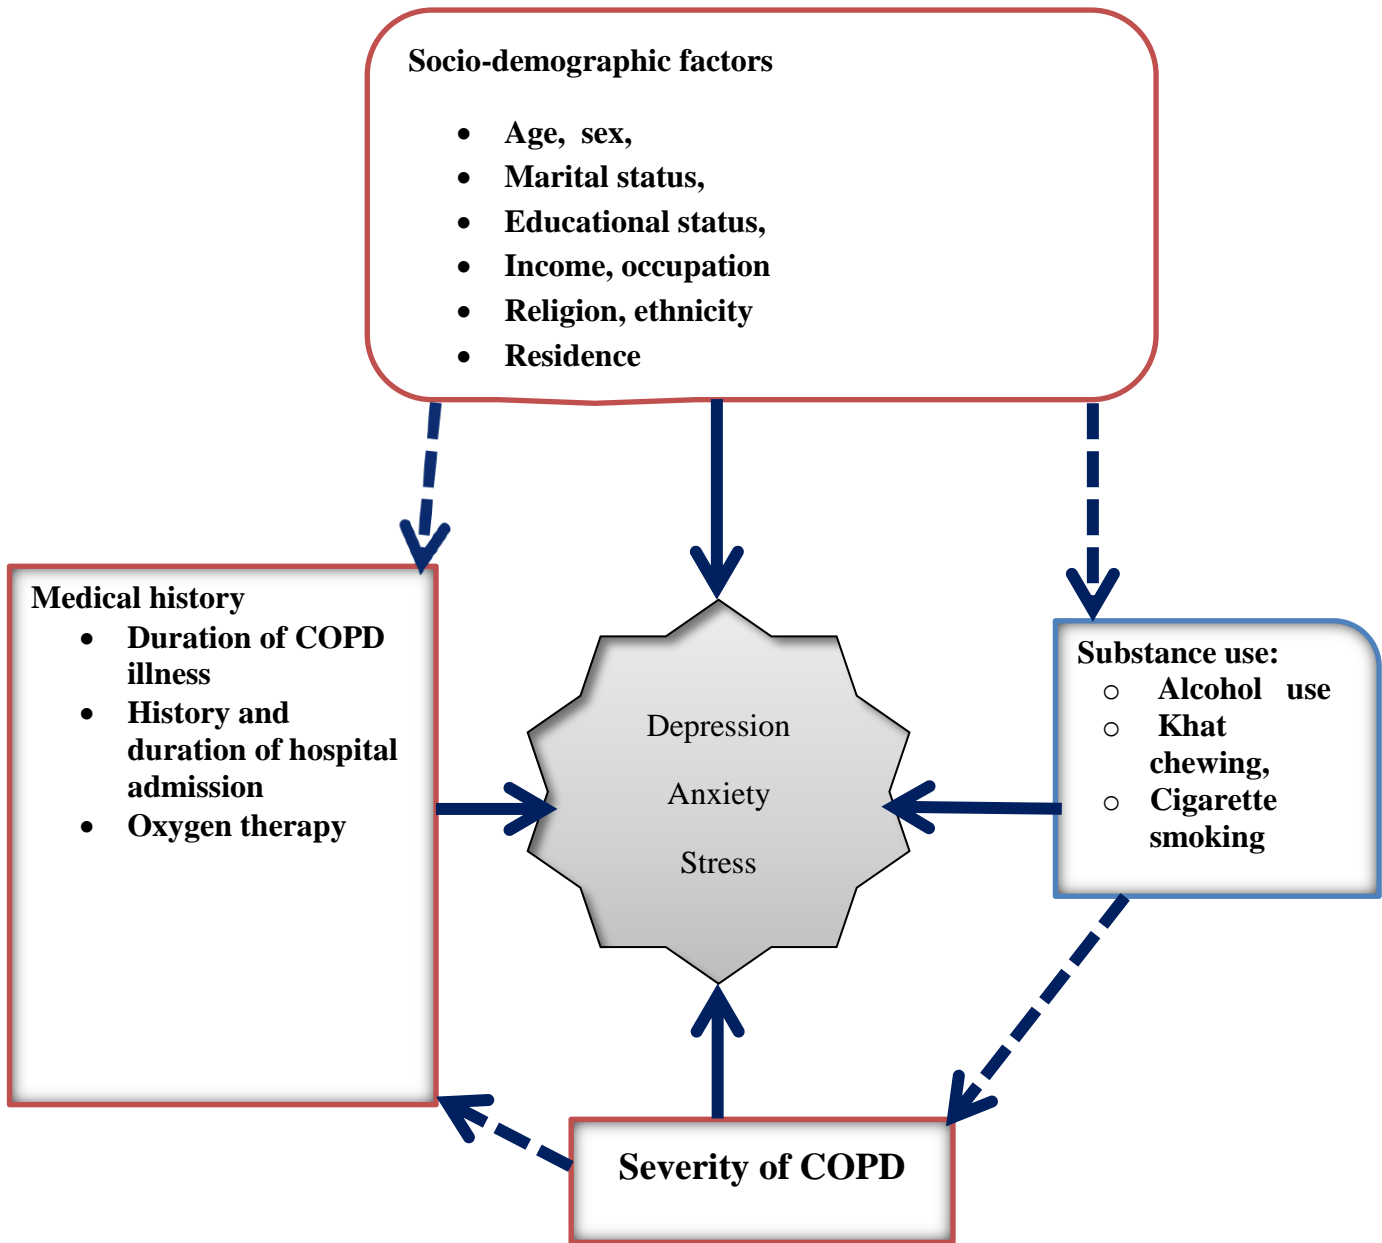 Socio-demographic factors
• Age, sex,
• Marital status,
• Educational status,
• Income, occupation
• Religion, ethnicity
• Residence
Medical history
• Duration of COPD
illness
• History and
duration of hospital
admission
• Oxygen therapy
Depression
Anxiety
Stress
Substance use:
○ Alcohol use
○ Khat
chewing,
○ Cigarette
smoking
Severity of COPD